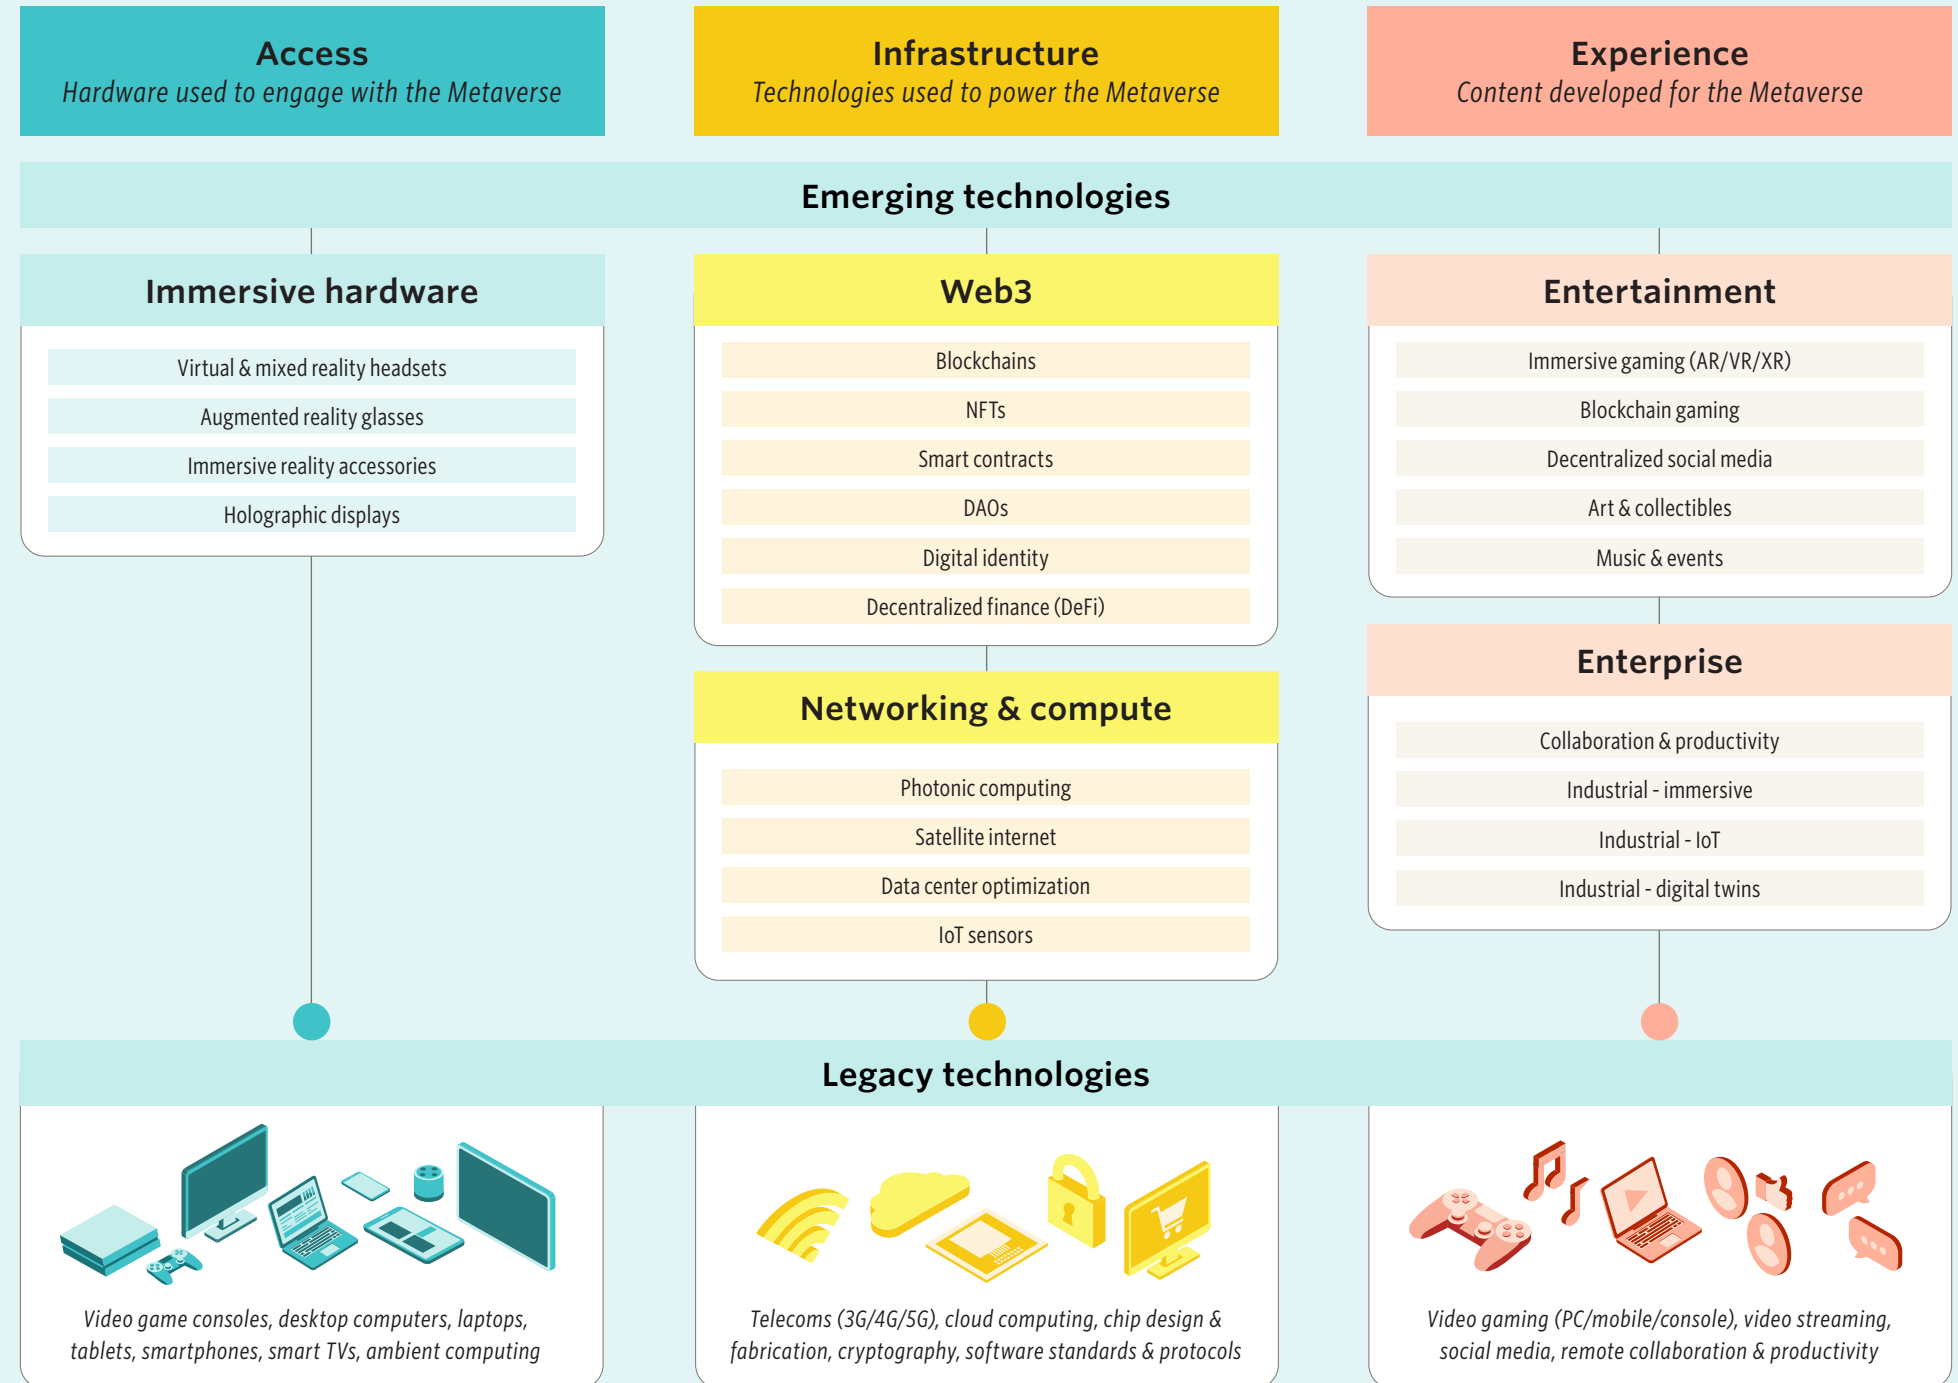 Access
Hardware used to engage with the Metaverse
Infrastructure
Technologies used to power the Metaverse
Experience
Content developed for the Metaverse
Emerging technologies
Immersive hardware
Virtual & mixed reality headsets
Augmented reality glasses
Immersive reality accessories
Holographic displays
Web3
Blockchains
NFTs
Smart contracts
DAOs
Digital identity
Decentralized finance (DeFi)
Networking & compute
Photonic computing
Satellite internet
Data center optimization
IoT sensors
Entertainment
Immersive gaming (AR/VR/XR)
Blockchain gaming
Decentralized social media
Art & collectibles
Music & events
Enterprise
Collaboration & productivity
Industrial - immersive
Industrial - IoT
Industrial - digital twins
Legacy technologies
Video game consoles, desktop computers, laptops,
tablets, smartphones, smart TVs, ambient computing
Telecoms (3G/4G/5G), cloud computing, chip design &
fabrication, cryptography, software standards & protocols
Video gaming (PC/mobile/console), video streaming,
social media, remote collaboration & productivity